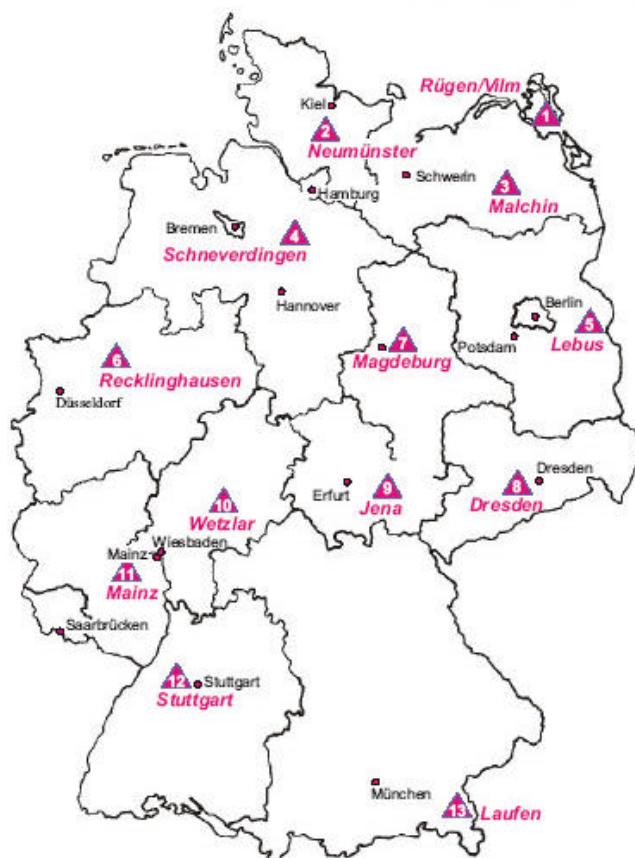 Rügen/Vilm
Kiel
1
2
Neumünster
Schwerin
3
Malchin
Hamburg
Bremen
4
Schneverdingen
Hannover
Berlin
5
Potsdam
Lebus
6
Recklinghausen
7
Magdeburg
Düsseldorf
Erfurt
9
Jena
8
Dresden
Dresden
10
Wetzlar
Wiesbaden
Mainz
11
Mainz
Saarbrücken
12
Stuttgart
Stuttgart
München
13
Laufen